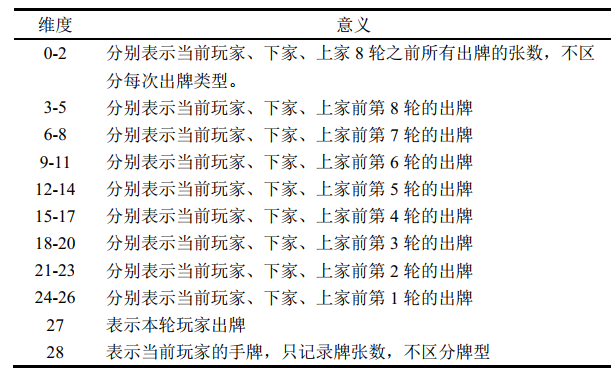 维度 意义
0-2 分别表示当前玩家、下家、上家 8 轮之前所有出牌的张数，不区
分每次出牌类型。
3-5 分别表示当前玩家、下家、上家前第 8 轮的出牌
6-8 分别表示当前玩家、下家、上家前第 7 轮的出牌
9-11 分别表示当前玩家、下家、上家前第 6 轮的出牌
12-14 分别表示当前玩家、下家、上家前第 5 轮的出牌
15-17 分别表示当前玩家、下家、上家前第 4 轮的出牌
18-20 分别表示当前玩家、下家、上家前第 3 轮的出牌
21-23 分别表示当前玩家、下家、上家前第 2 轮的出牌
24-26 分别表示当前玩家、下家、上家前第 1 轮的出牌
27 表示本轮玩家出牌
28 表示当前玩家的手牌，只记录牌张数，不区分牌型